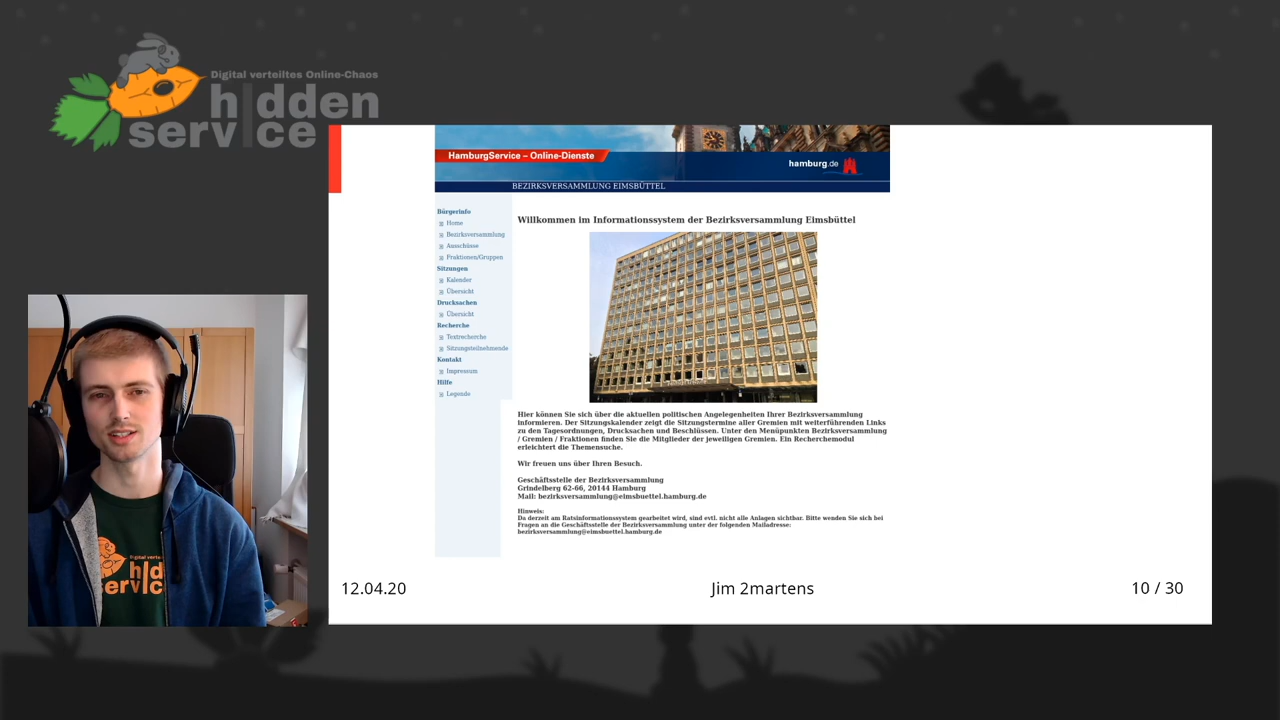 Digital verteiltes Online-Chaos
h|dden
serv|ce
HamburgService – Online-Dienste
hamburg.de
BEZIRKSVERSAMMLUNG EIMSBÜTTEL
Bürgerinfo
Home
Bezirksversammlung
Ausschüsse
Fraktionen/Gruppen
Sitzungen
Kalender
Übersicht
Drucksachen
Übersicht
Recherche
Textrecherche
Sitzungsteilnehmende
Kontakt
Impressum
Hilfe
Legende
Willkommen im Informationssystem der Bezirksversammlung Eimsbüttel
Hier können Sie sich über die aktuellen politischen Angelegenheiten Ihrer Bezirksversammlung
informieren. Der Sitzungskalender zeigt die Sitzungstermine aller Gremien mit weiterführenden Links
zu den Tagesordnungen, Drucksachen und Beschlüssen. Unter den Menüpunkten Bezirksversammlung
/ Gremien / Fraktionen finden Sie die Mitglieder der jeweiligen Gremien. Ein Recherchemodul
erleichtert die Themensuche.
Wir freuen uns über Ihren Besuch.
Geschäftsstelle der Bezirksversammlung
Grindelberg 62-66, 20144 Hamburg
Mail: bezirksversammlung@eimsbuettel.hamburg.de
Hinweis:
Da derzeit am Ratsinformationssystem gearbeitet wird, sind evtl. nicht alle Anlagen sichtbar. Bitte wenden Sie sich bei
Fragen an die Geschäftsstelle der Bezirksversammlung unter der folgenden Mailadresse:
bezirksversammlung@eimsbuettel.hamburg.de
12.04.20
Jim 2martens
10 / 30